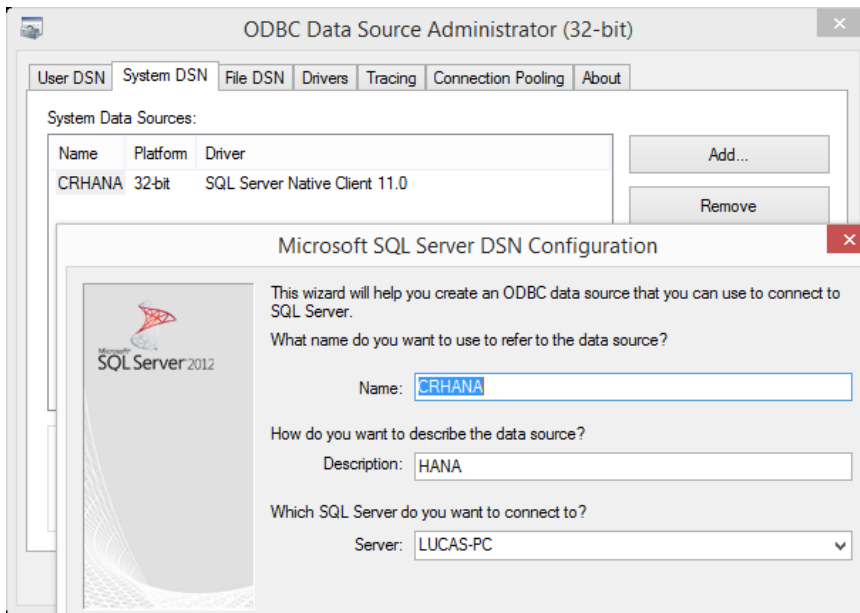 ODBC Data Source Administrator (32-bit)
User DSN System DSN File DSN Drivers Tracing Connection Pooling About
System Data Sources:
Name Platform Driver
CRHANA 32-bit SQL Server Native Client 11.0
Add...
Remove
Microsoft SQL Server DSN Configuration
Microsoft
SQL Server 2012
This wizard will help you create an ODBC data source that you can use to connect to
SQL Server.
What name do you want to use to refer to the data source?
Name: CRHANA
How do you want to describe the data source?
Description: HANA
Which SQL Server do you want to connect to?
Server: LUCAS-PC